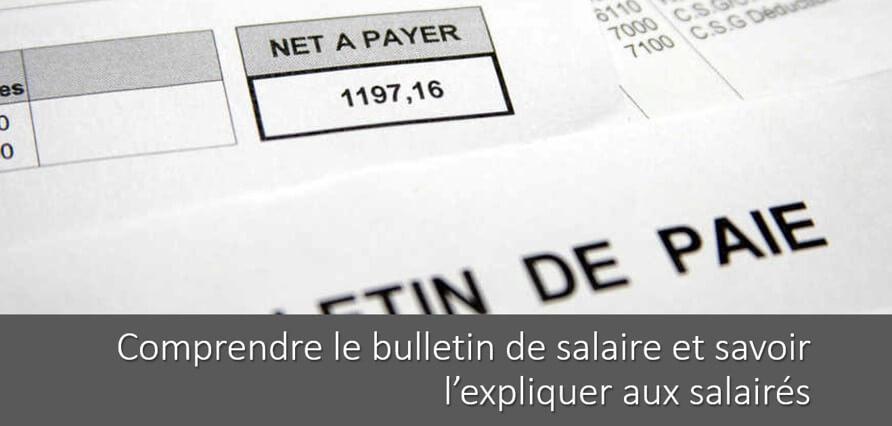 NET A PAYER
1197,16
es
0
0
6110 C.S.G
7000 C.S.G Déduc
7100
LETIN DE PAIE
Comprendre le bulletin de salaire et savoir
l'expliquer aux salairés